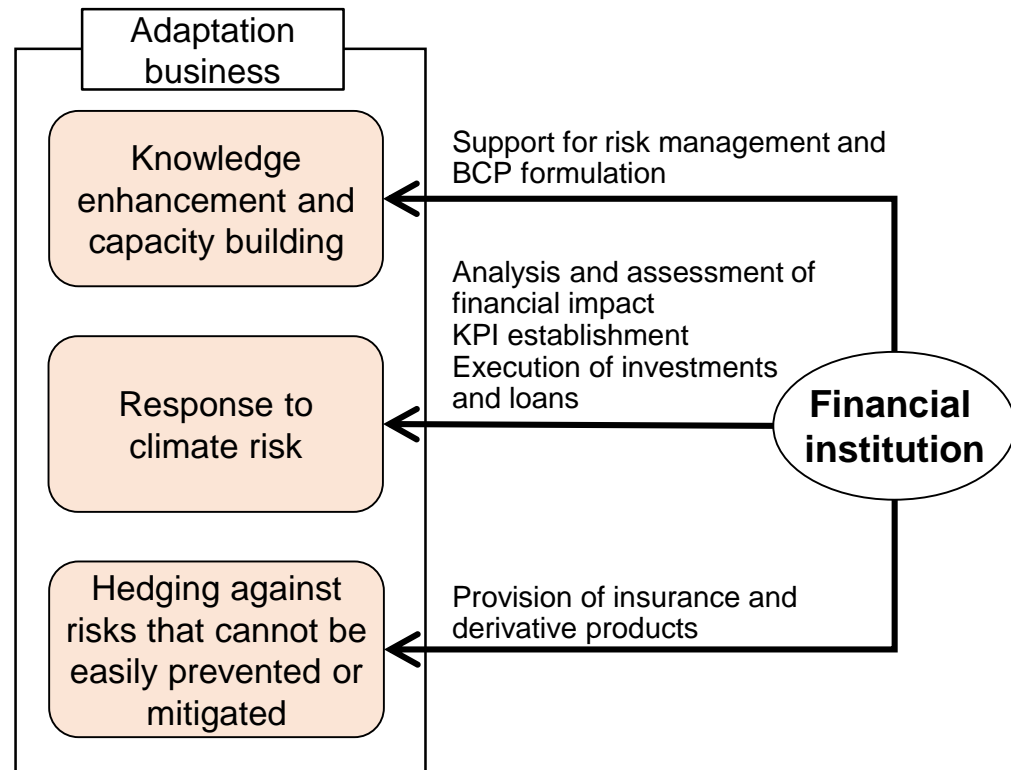 Adaptation
business
Knowledge
enhancement and
capacity building
Support for risk management and
BCP formulation
Response to
climate risk
Analysis and assessment of
financial impact
KPI establishment
Execution of investments
and loans
Hedging against
risks that cannot be
easily prevented or
mitigated
Provision of insurance and
derivative products
Financial
institution